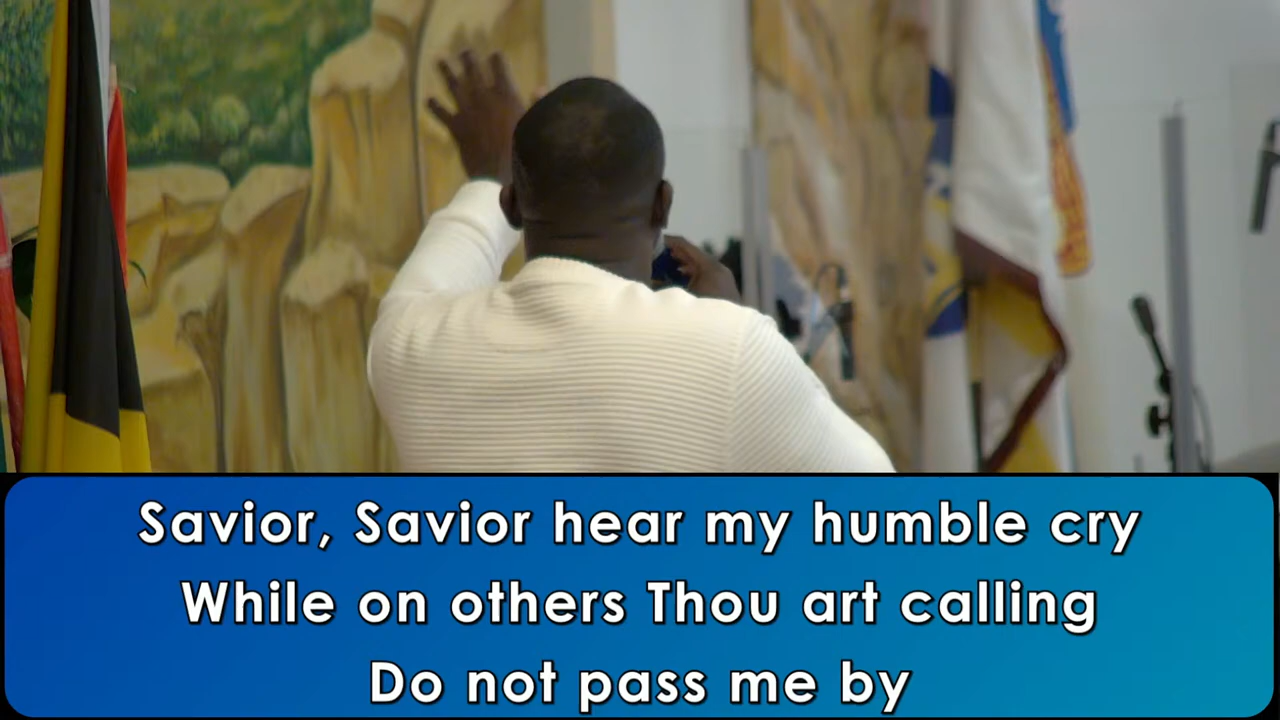 Savior, Savior hear my humble cry
While on others Thou art calling
Do not pass me by